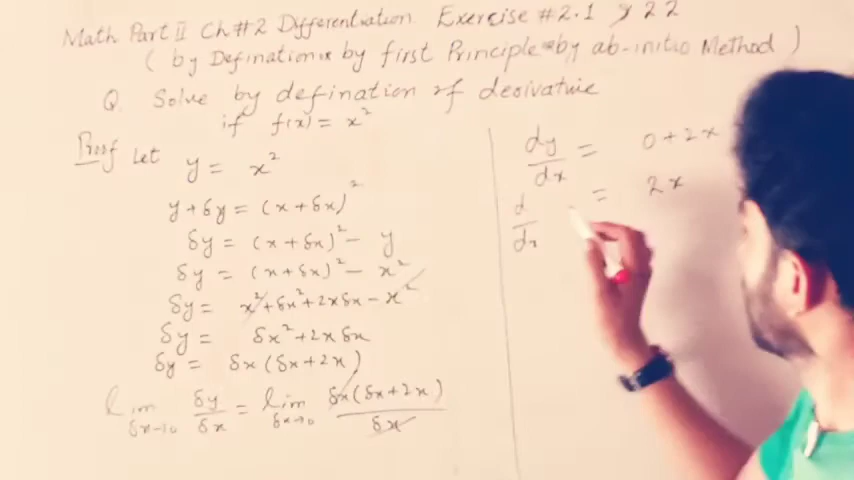 Math Part II Ch#2 Differentiation Exercise #2.1 & 2.2
( by Defination by first Principle by ab-initio Method )
Q. Solve by defination of derivative
if f(x) = x²
Proof Let y = x²
y+δy = (x+δx)²
δy = (x+δx)² - y
δy = (x+δx)² - x²
δy = x²+δx²+2xδx - x²
δy = δx²+2xδx
δy = δx(δx+2x)
lim δx→0 δy/δx = lim δx→0 δx(δx+2x)/δx
dy/dx = 0+2x
d/dx = 2x